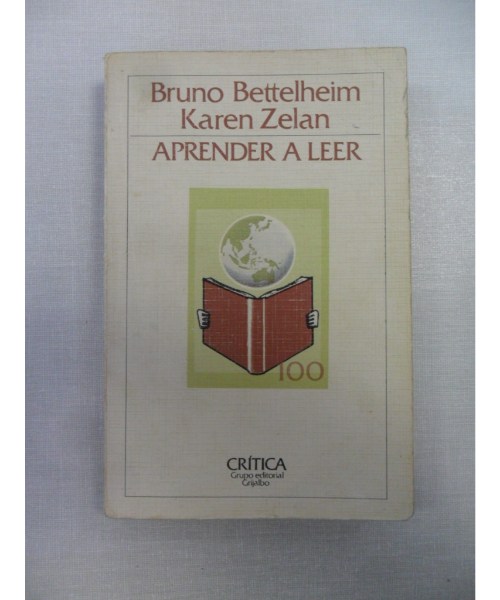 Bruno Bettelheim
Karen Zelan
APRENDER A LEER
100
CRÍTICA
Grupo editorial
Grijalbo